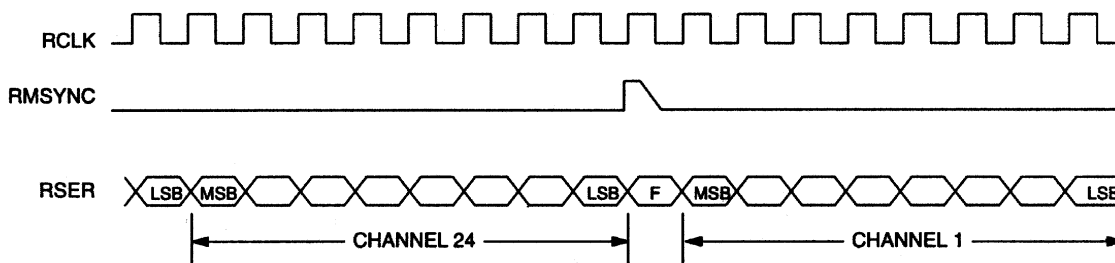 RCLK
RMSYNC
RSER LSB MSB LSB F MSB LSB
CHANNEL 24 CHANNEL 1